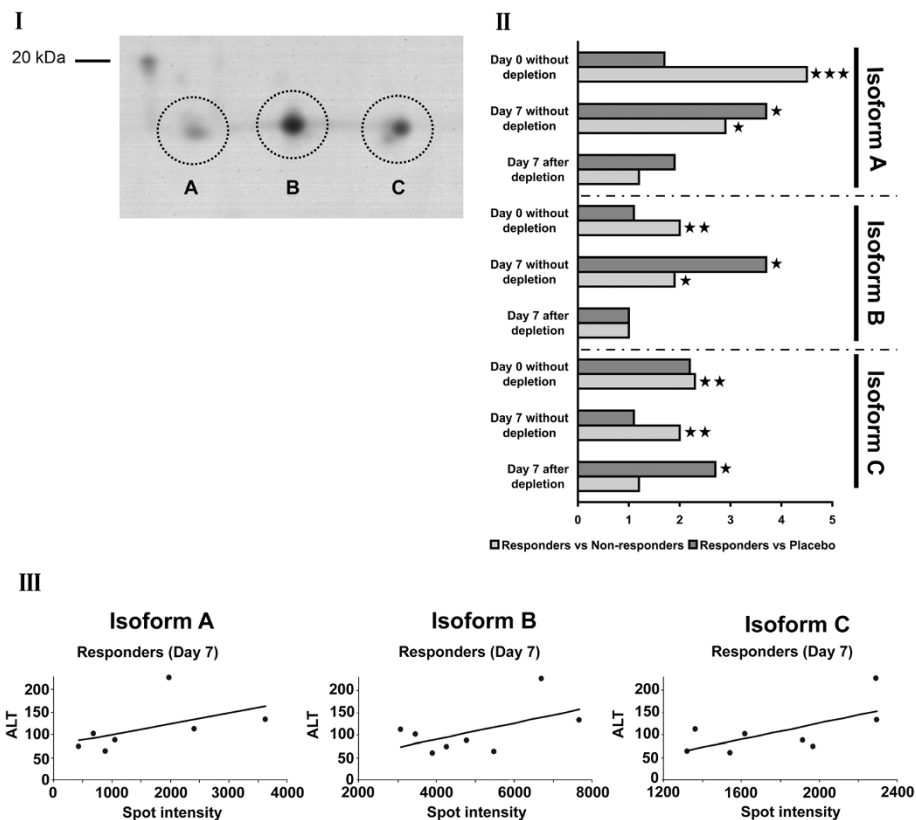 I
20 kDa
A
B
C
II
Day 0 without
depletion
★★★
Day 7 without
depletion
★
★
Day 7 after
depletion
Isoform A
Day 0 without
depletion
★★
Day 7 without
depletion
★
★
Day 7 after
depletion
Isoform B
Day 0 without
depletion
★★
Day 7 without
depletion
★★
Day 7 after
depletion
★
Isoform C
0 1 2 3 4 5
Responders vs Non-responders Responders vs Placebo
III
Isoform A
Responders (Day 7)
ALT
200
150
100
50
0
0 1000 2000 3000 4000
Spot intensity
Isoform B
Responders (Day 7)
ALT
200
150
100
50
0
2000 4000 6000 8000
Spot intensity
Isoform C
Responders (Day 7)
ALT
200
150
100
50
0
1200 1600 2000 2400
Spot intensity